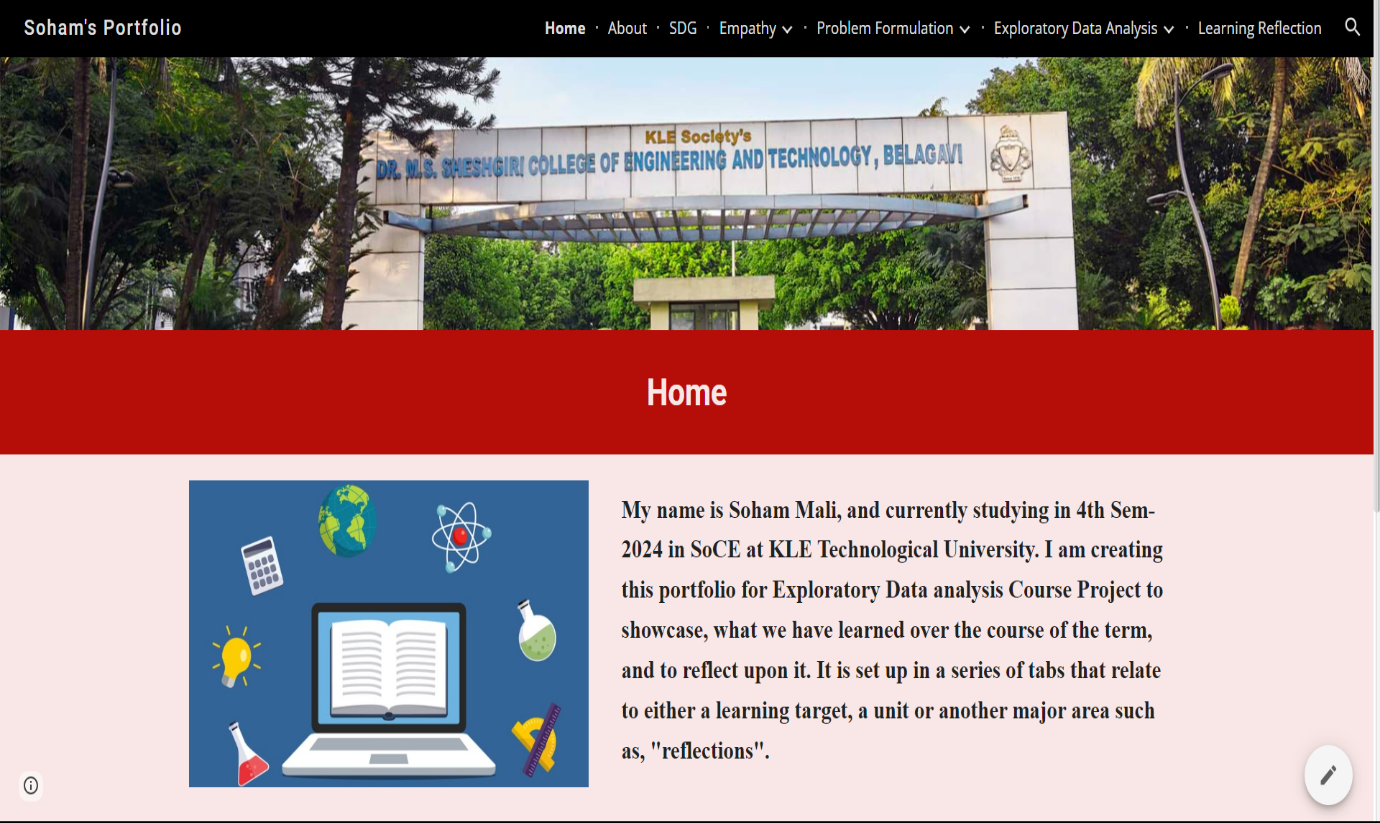 Soham's Portfolio
Home · About · SDG · Empathy · Problem Formulation · Exploratory Data Analysis · Learning Reflection
KLE Society's
DR. M.S. SHESHGIRI COLLEGE OF ENGINEERING AND TECHNOLOGY, BELAGAVI
Home
My name is Soham Mali, and currently studying in 4th Sem-
2024 in SoCE at KLE Technological University. I am creating
this portfolio for Exploratory Data analysis Course Project to
showcase, what we have learned over the course of the term,
and to reflect upon it. It is set up in a series of tabs that relate
to either a learning target, a unit or another major area such
as, "reflections".